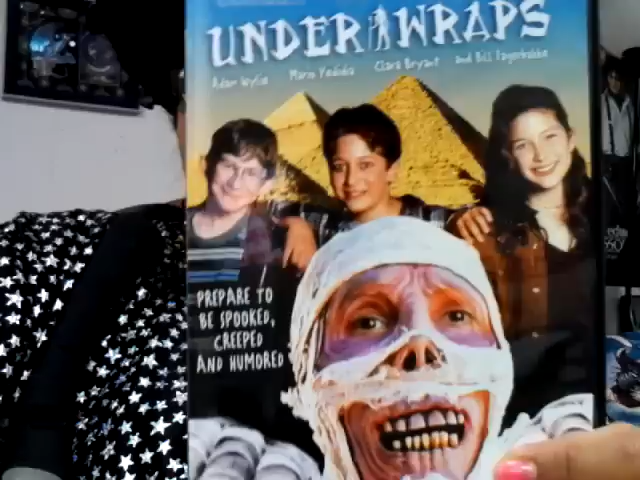 UNDER WRAPS
Adam Wylie Mario Yedidia Clara Bryant and Bill Fagerbakke
PREPARE TO
BE SPOOKED,
CREEPED
AND HUMORED